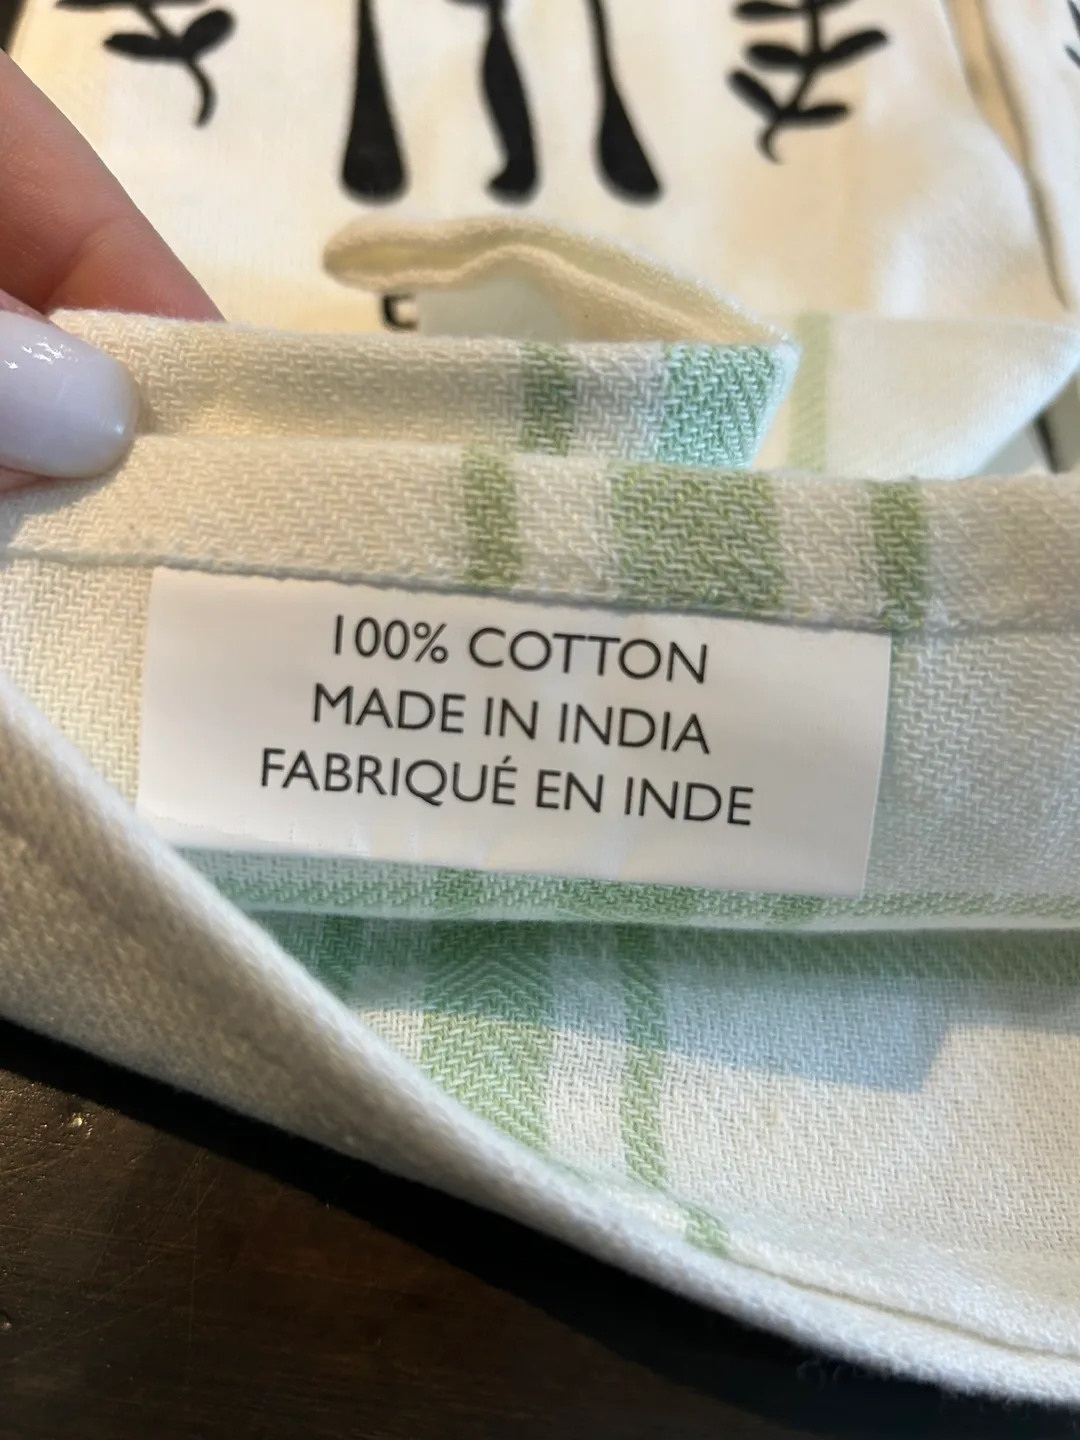 100% COTTON
MADE IN INDIA
FABRIQUÉ EN INDE